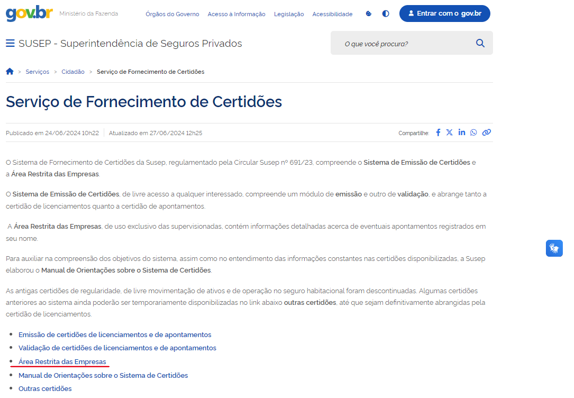 gov.br Ministério da Fazenda Órgãos do Governo Acesso à Informação Legislação Acessibilidade Entrar com o gov.br
SUSEP - Superintendência de Seguros Privados O que você procura?
> Serviços > Cidadão > Serviço de Fornecimento de Certidões
Serviço de Fornecimento de Certidões
Publicado em 24/06/2024 10h22 Atualizado em 27/06/2024 12h25 Compartilhe:
O Sistema de Fornecimento de Certidões da Susep, regulamentado pela Circular Susep nº 691/23, compreende o Sistema de Emissão de Certidões e
a Área Restrita das Empresas.
O Sistema de Emissão de Certidões, de livre acesso a qualquer interessado, compreende um módulo de emissão e outro de validação, e abrange tanto a
certidão de licenciamentos quanto a certidão de apontamentos.
A Área Restrita das Empresas, de uso exclusivo das supervisionadas, contém informações detalhadas acerca de eventuais apontamentos registrados em
seu nome.
Para auxiliar na compreensão dos objetivos do sistema, assim como no entendimento das informações constantes nas certidões disponibilizadas, a Susep
elaborou o Manual de Orientações sobre o Sistema de Certidões.
As antigas certidões de regularidade, de livre movimentação de ativos e de operação no seguro habitacional foram descontinuadas. Algumas certidões
anteriores ao sistema ainda poderão ser temporariamente disponibilizadas no link abaixo outras certidões, até que sejam definitivamente abrangidas pela
certidão de licenciamentos.
• Emissão de certidões de licenciamentos e de apontamentos
• Validação de certidões de licenciamentos e de apontamentos
• Área Restrita das Empresas
• Manual de Orientações sobre o Sistema de Certidões
• Outras certidões